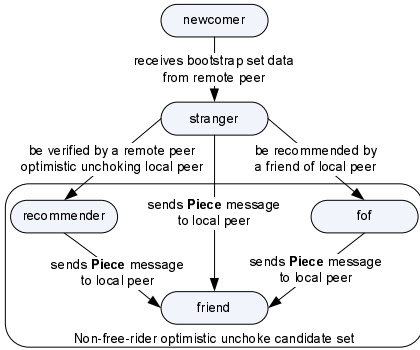 newcomer
receives bootstrap set data
from remote peer
stranger
be verified by a remote peer
optimistic unchoking local peer
be recommended by
a friend of local peer
recommender
sends Piece message
to local peer
fof
sends Piece message
to local peer
sends Piece message
to local peer
friend
Non-free-rider optimistic unchoke candidate set